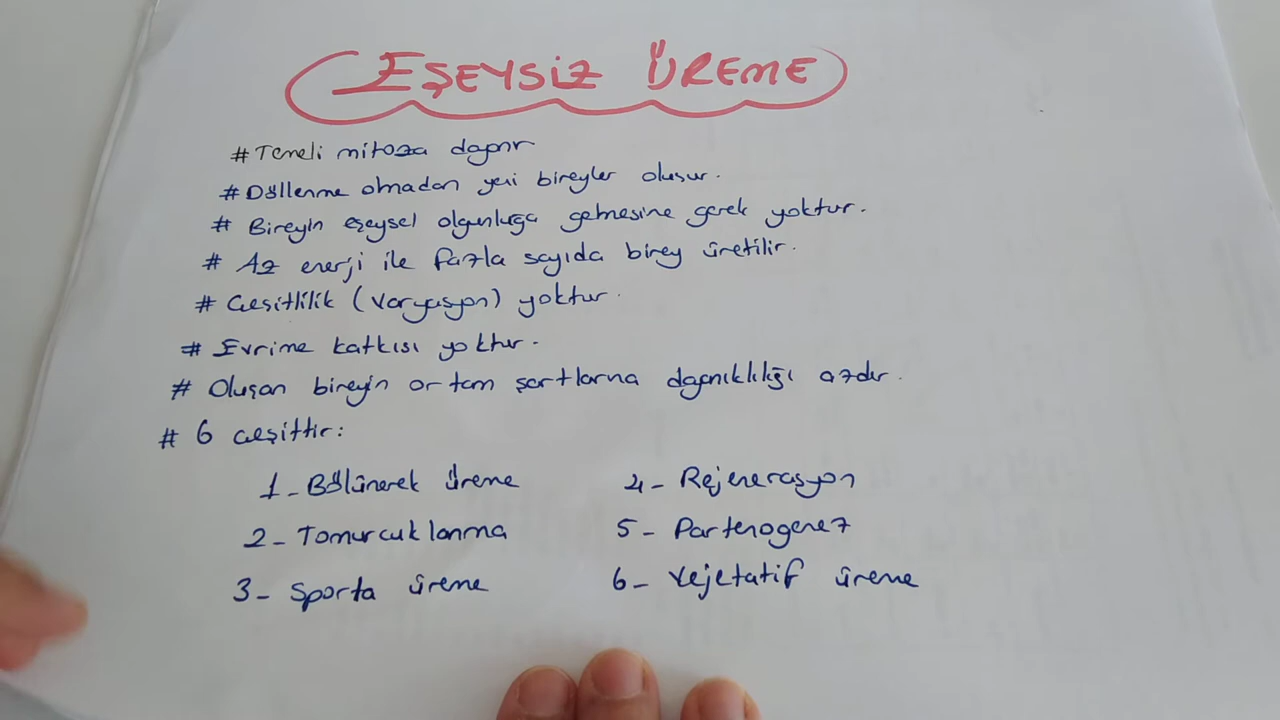 EŞEYSİZ ÜREME
# Temeli mitoza dayanır
# Döllenme olmadan yeni bireyler oluşur.
# Bireyin eşeysel olgunluğa gelmesine gerek yoktur.
# Az enerji ile fazla sayıda birey üretilir.
# Çeşitlilik (Varyasyon) yoktur.
# Evrime katkısı yoktur.
# Oluşan bireyin ortam şartlarına dayanıklılığı azdır.
# 6 çeşittir:
1- Bölünerek üreme
4- Rejenerasyon
2- Tomurcuklanma
5- Partenogenez
3- Sporla üreme
6- Vejetatif üreme